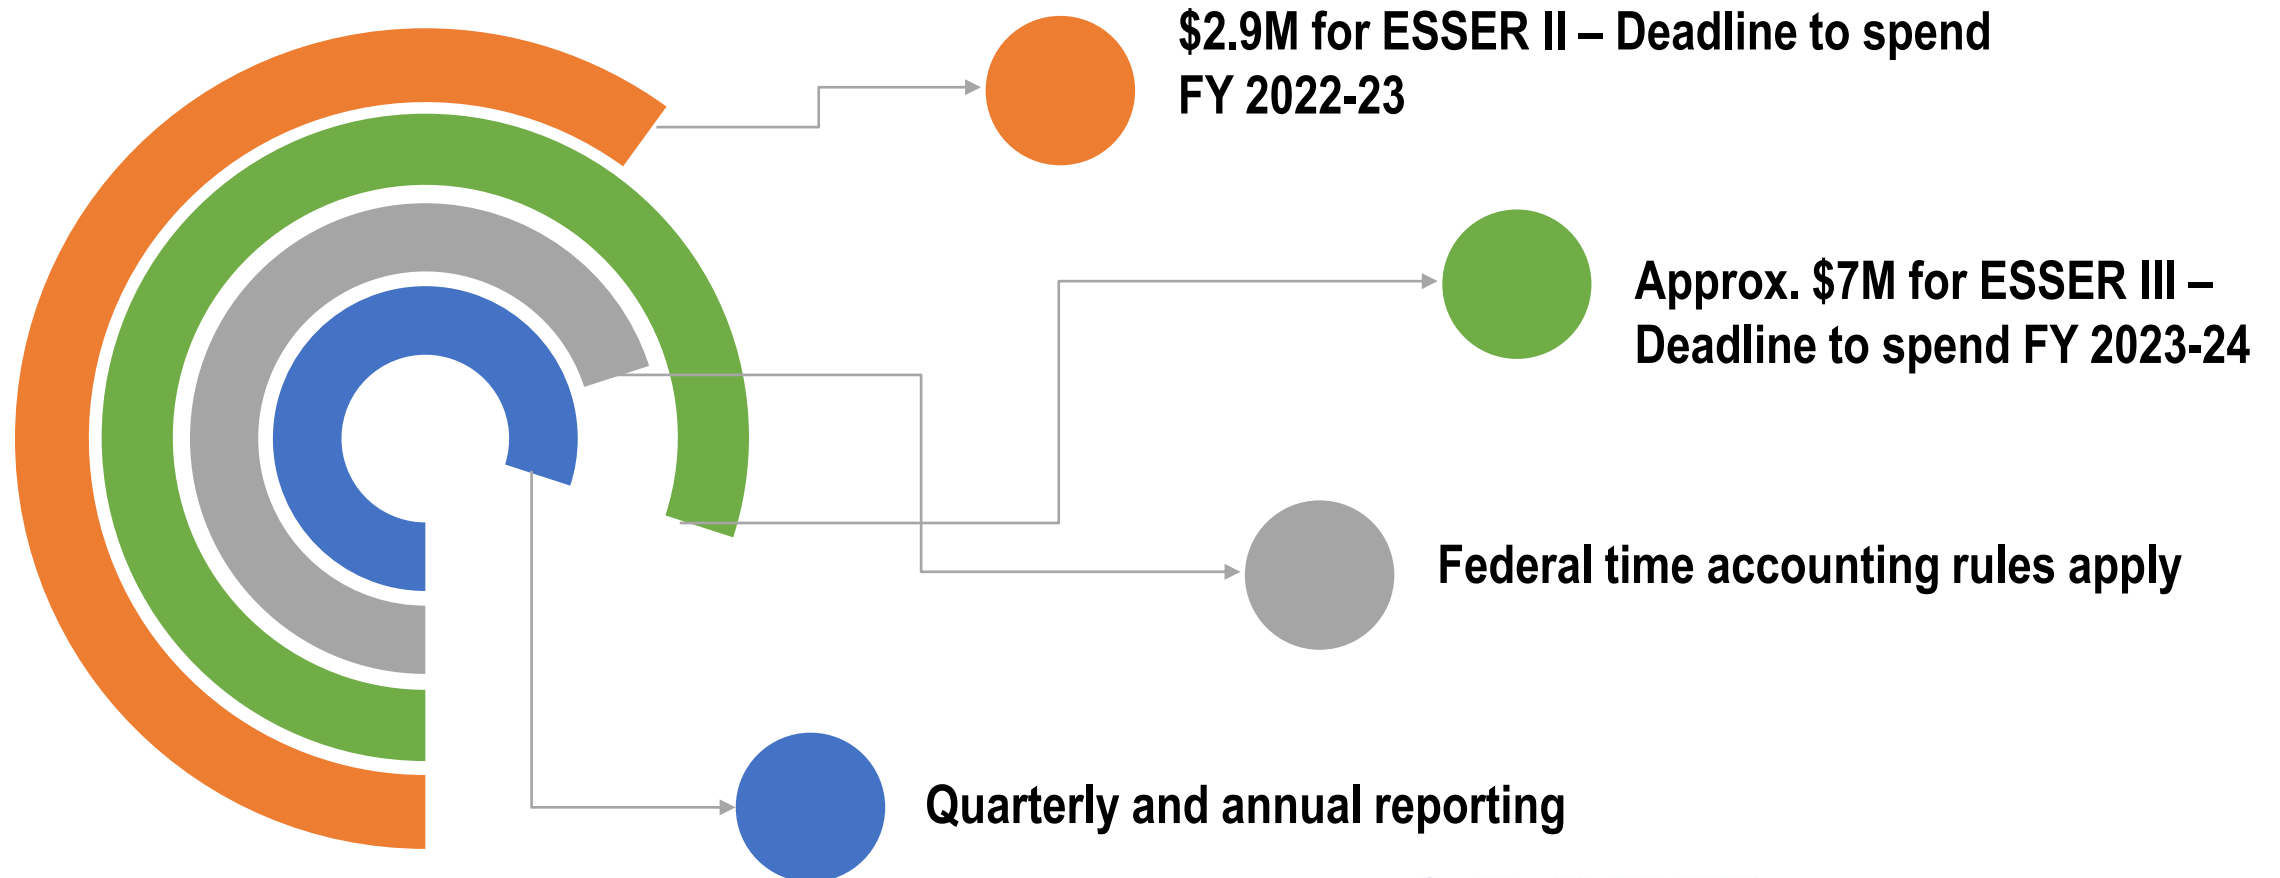 $2.9M for ESSER II – Deadline to spend
FY 2022-23
Approx. $7M for ESSER III –
Deadline to spend FY 2023-24
Federal time accounting rules apply
Quarterly and annual reporting